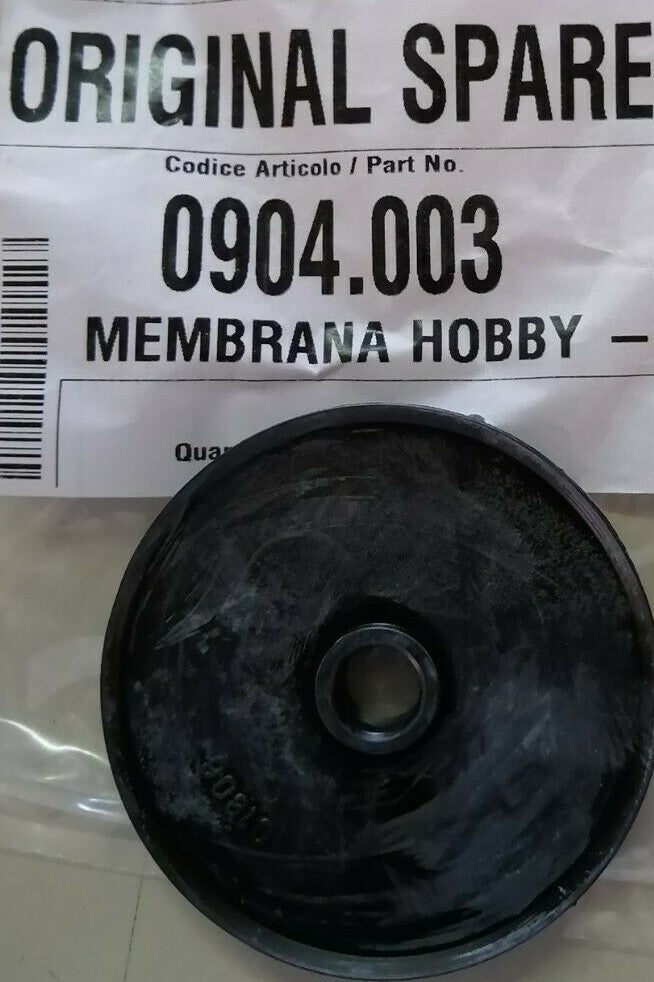 ORIGINAL SPARE
Codice Articolo / Part No.
0904.003
MEMBRANA HOBBY –